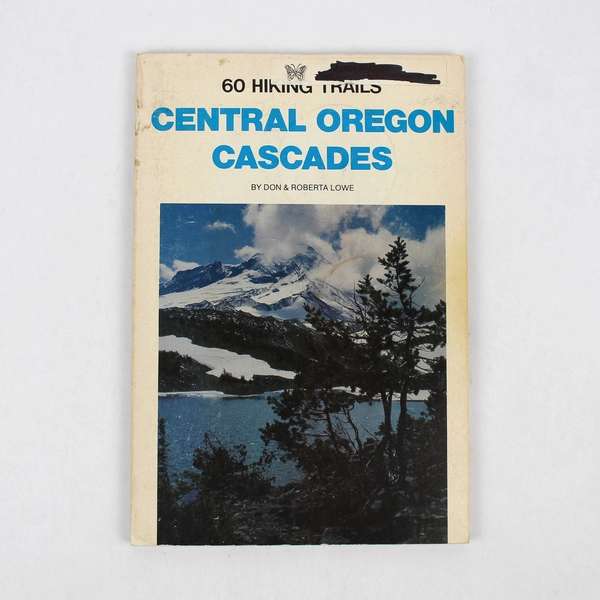 60 HIKING TRAILS
CENTRAL OREGON
CASCADES
BY DON & ROBERTA LOWE